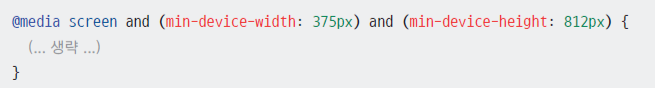 @media screen and (min-device-width: 375px) and (min-device-height: 812px) {
(... 생략 ...)
}